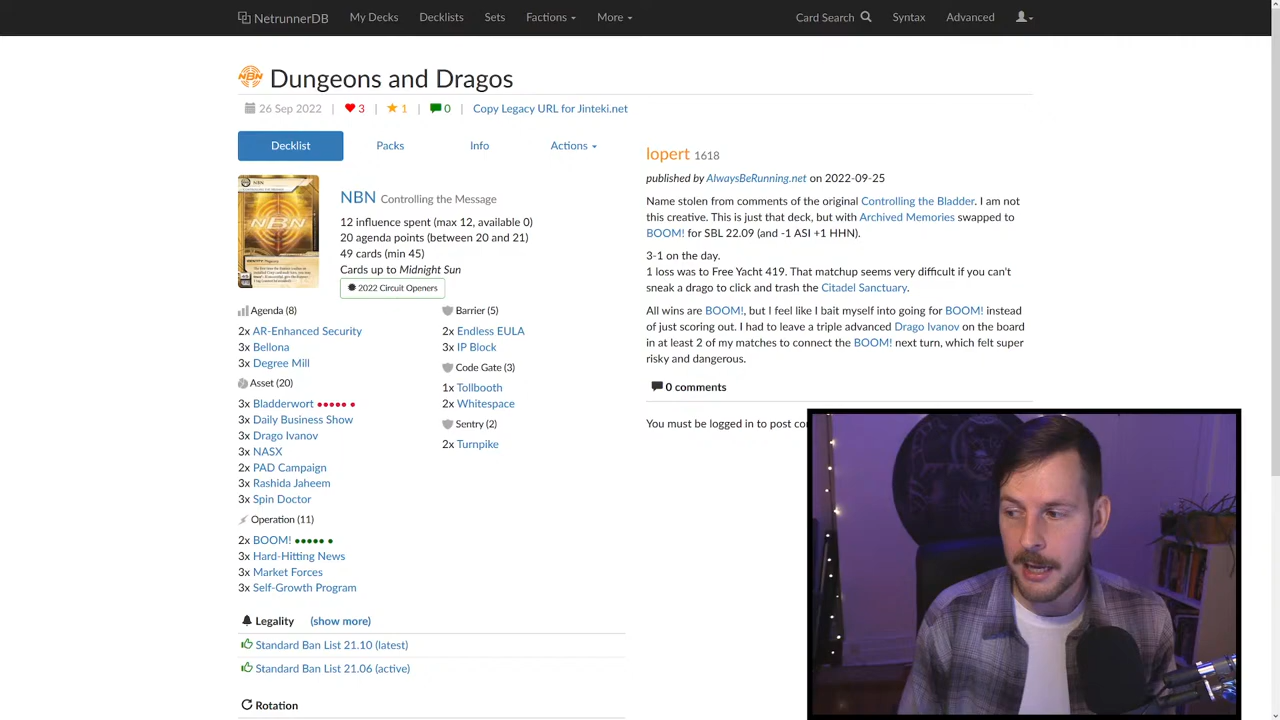 NetrunnerDB My Decks Decklists Sets Factions More Card Search Syntax Advanced
Dungeons and Dragos
26 Sep 2022 | 3 | 1 | 0 | Copy Legacy URL for Jinteki.net
Decklist Packs Info Actions
NBN Controlling the Message
12 influence spent (max 12, available 0)
20 agenda points (between 20 and 21)
49 cards (min 45)
Cards up to Midnight Sun
2022 Circuit Openers
Agenda (8)
2x AR-Enhanced Security
3x Bellona
3x Degree Mill
Asset (20)
3x Bladderwort
3x Daily Business Show
3x Drago Ivanov
3x NASX
2x PAD Campaign
3x Rashida Jaheem
3x Spin Doctor
Operation (11)
2x BOOM!
3x Hard-Hitting News
3x Market Forces
3x Self-Growth Program
Barrier (5)
2x Endless EULA
3x IP Block
Code Gate (3)
1x Tollbooth
2x Whitespace
Sentry (2)
2x Turnpike
Legality (show more)
Standard Ban List 21.10 (latest)
Standard Ban List 21.06 (active)
Rotation
lopert 1618
published by AlwaysBeRunning.net on 2022-09-25
Name stolen from comments of the original Controlling the Bladder. I am not
this creative. This is just that deck, but with Archived Memories swapped to
BOOM! for SBL 22.09 (and -1 ASI +1 HHN).
3-1 on the day.
1 loss was to Free Yacht 419. That matchup seems very difficult if you can't
sneak a drago to click and trash the Citadel Sanctuary.
All wins are BOOM!, but I feel like I bait myself into going for BOOM! instead
of just scoring out. I had to leave a triple advanced Drago Ivanov on the board
in at least 2 of my matches to connect the BOOM! next turn, which felt super
risky and dangerous.
0 comments
You must be logged in to post